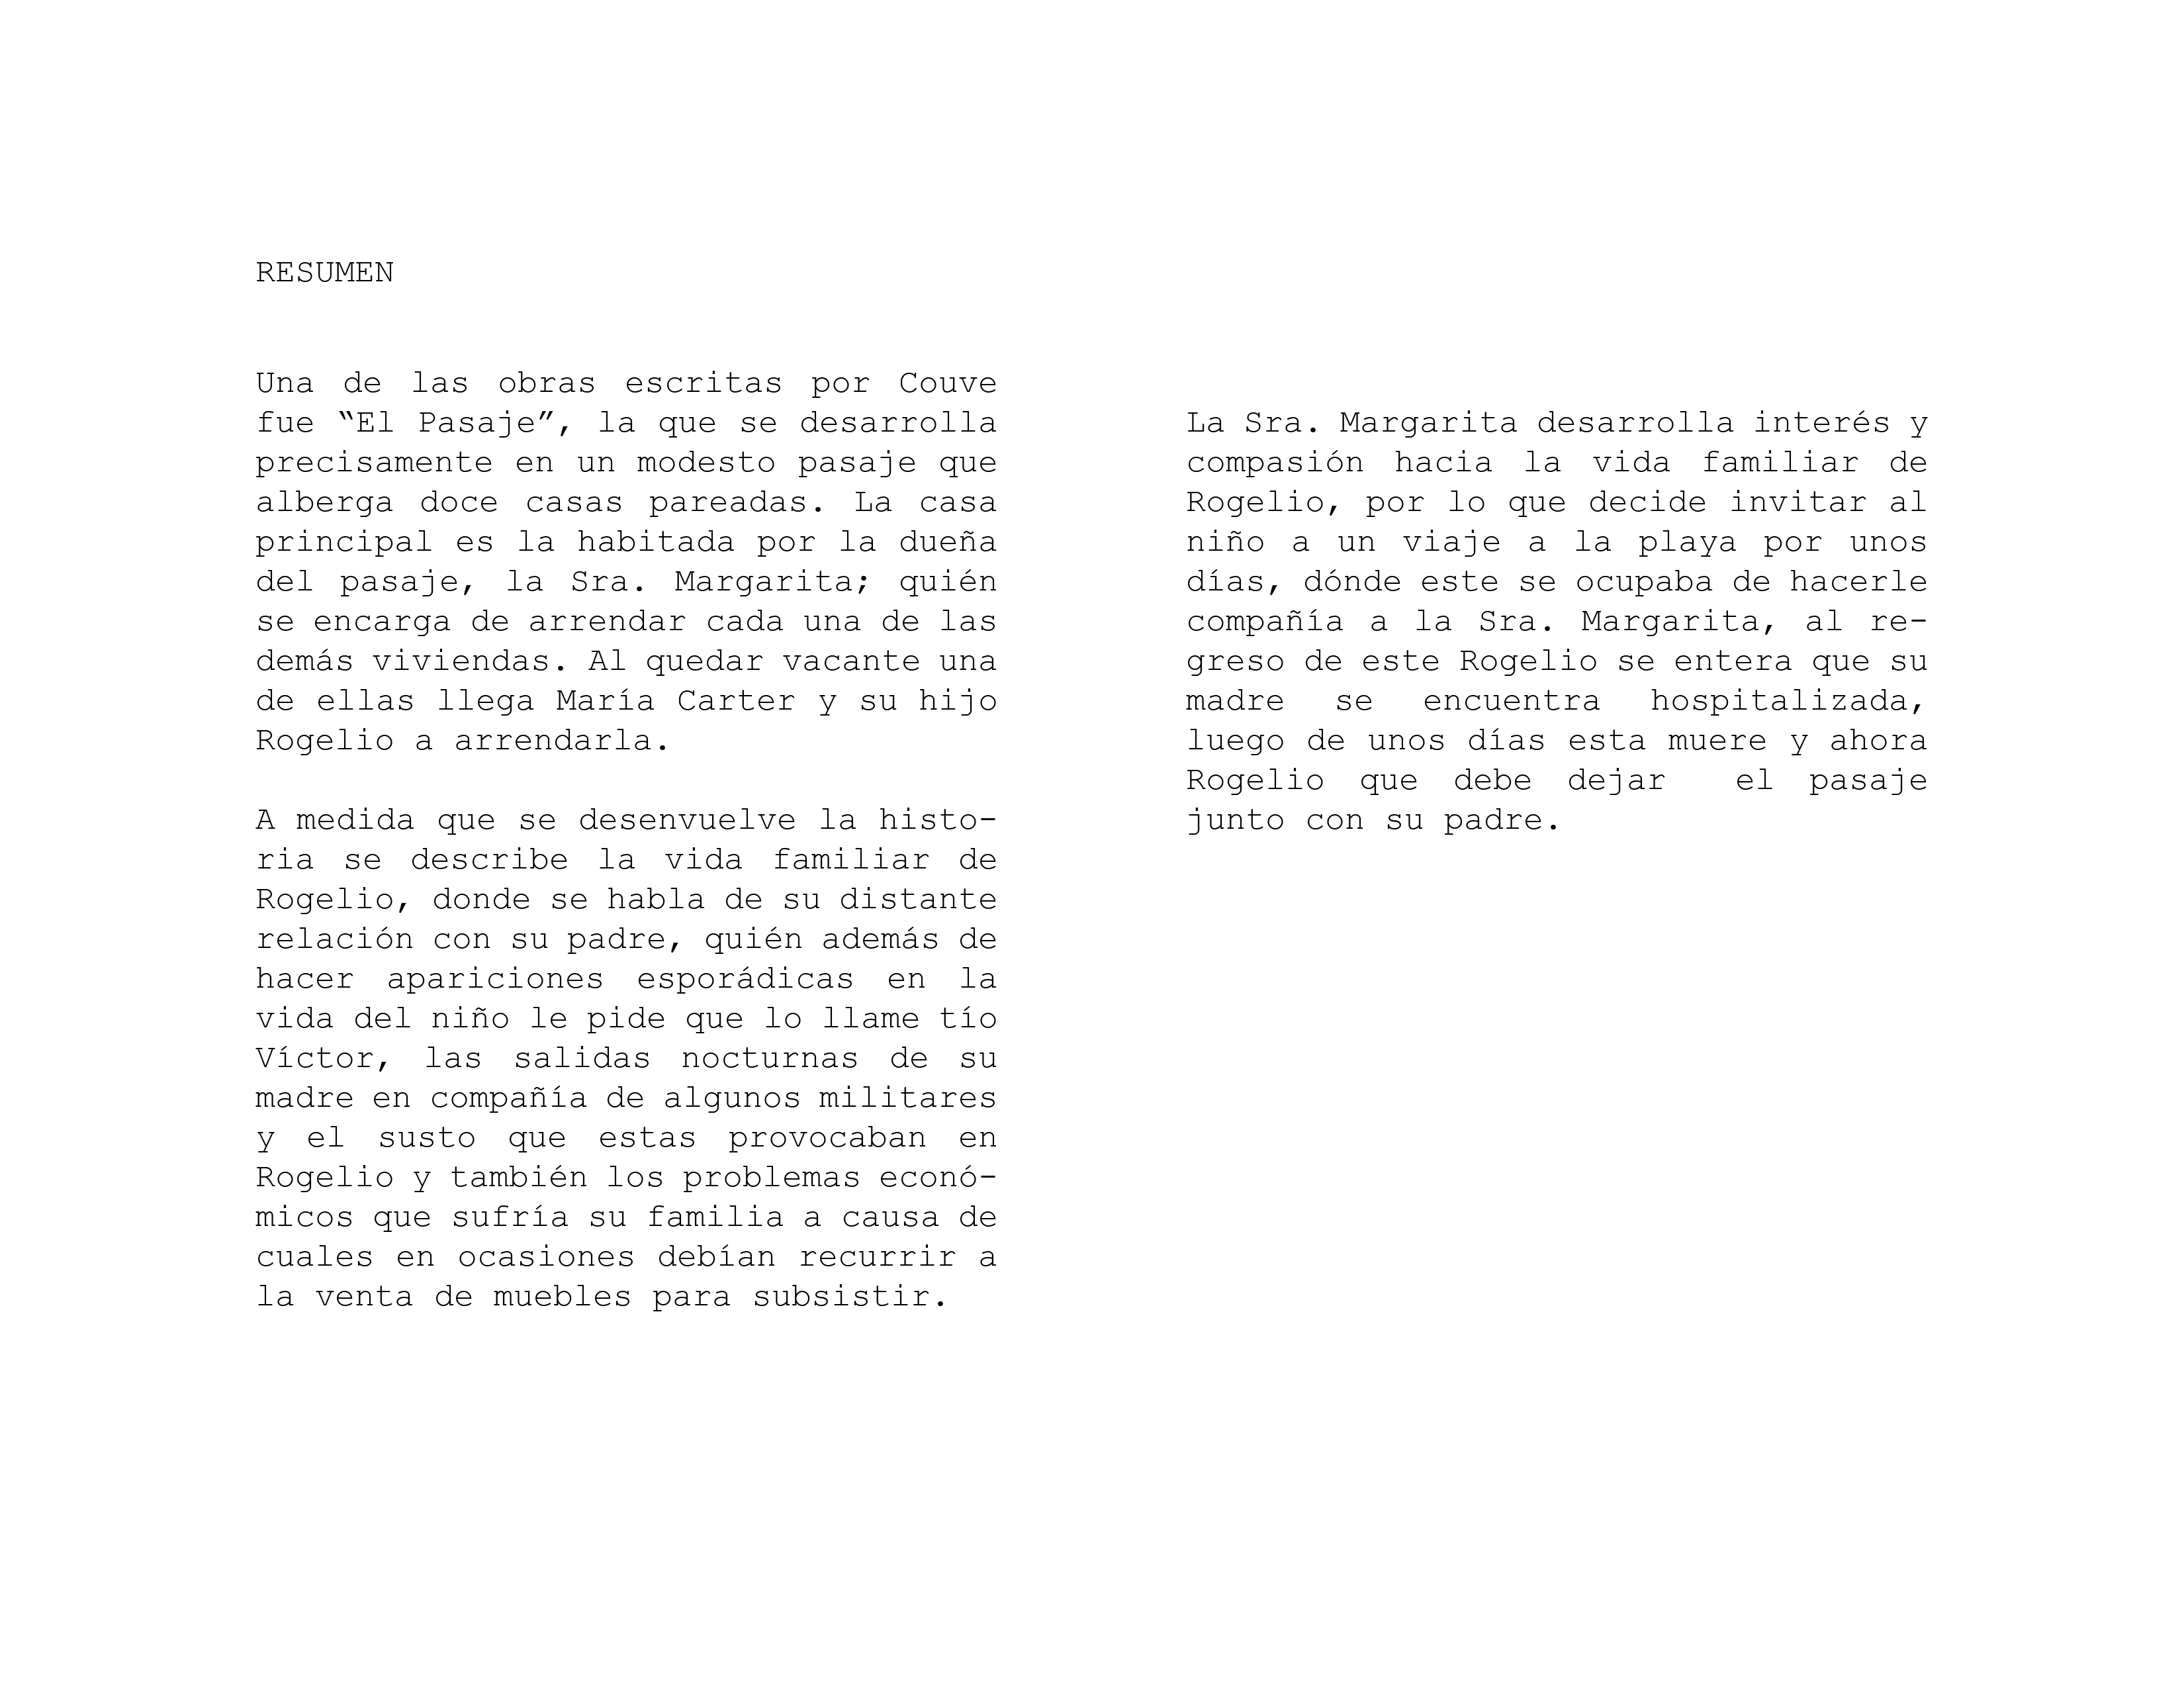 RESUMEN
Una de las obras escritas por Couve
fue “El Pasaje”, la que se desarrolla
precisamente en un modesto pasaje que
alberga doce casas pareadas. La casa
principal es la habitada por la dueña
del pasaje, la Sra. Margarita; quién
se encarga de arrendar cada una de las
demás viviendas. Al quedar vacante una
de ellas llega María Carter y su hijo
Rogelio a arrendarla.
A medida que se desenvuelve la histo-
ria se describe la vida familiar de
Rogelio, donde se habla de su distante
relación con su padre, quién además de
hacer apariciones esporádicas en la
vida del niño le pide que lo llame tío
Víctor, las salidas nocturnas de su
madre en compañía de algunos militares
y el susto que estas provocaban en
Rogelio y también los problemas econó-
micos que sufría su familia a causa de
cuales en ocasiones debían recurrir a
la venta de muebles para subsistir.
La Sra. Margarita desarrolla interés y
compasión hacia la vida familiar de
Rogelio, por lo que decide invitar al
niño a un viaje a la playa por unos
días, dónde este se ocupaba de hacerle
compañía a la Sra. Margarita, al re-
greso de este Rogelio se entera que su
madre se encuentra hospitalizada,
luego de unos días esta muere y ahora
Rogelio que debe dejar el pasaje
junto con su padre.